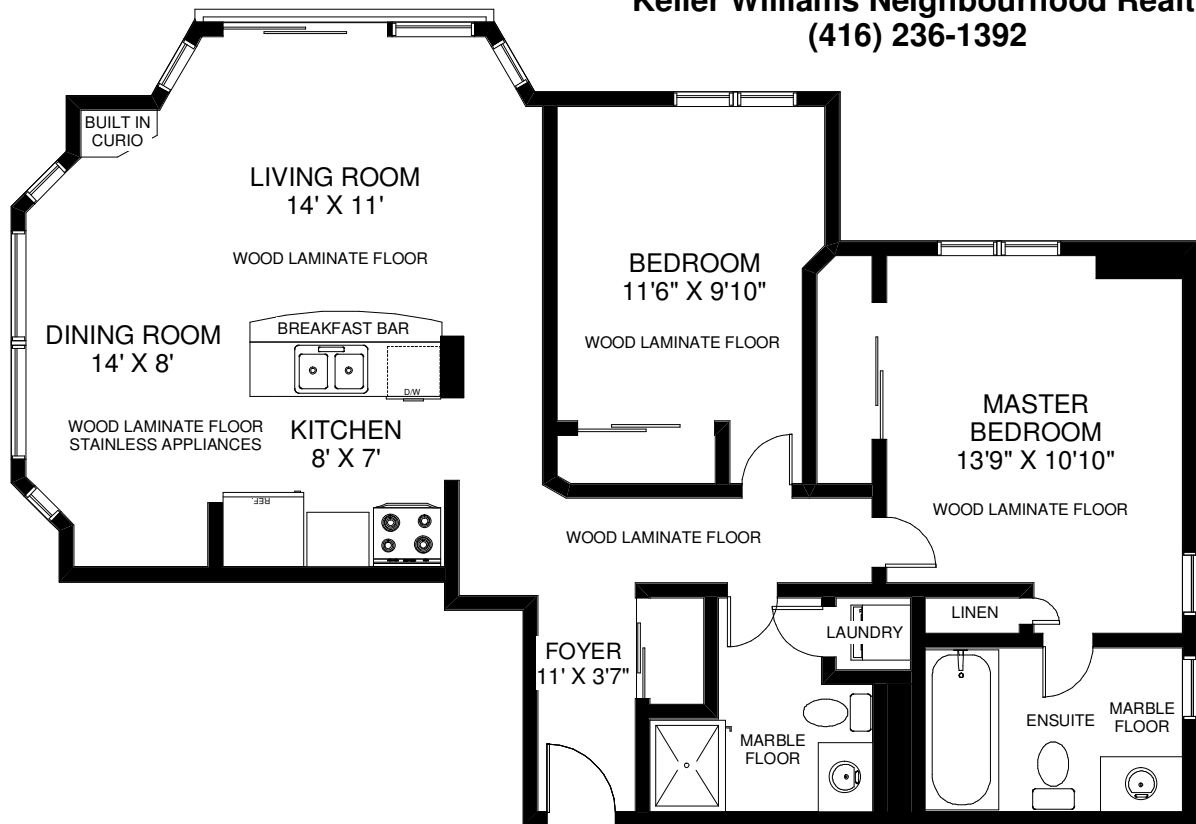 Keller Williams Neighbourhood Realt
(416) 236-1392
BUILT IN
CURIO
LIVING ROOM
14' X 11'
WOOD LAMINATE FLOOR
BEDROOM
11'6" X 9'10"
WOOD LAMINATE FLOOR
DINING ROOM
14' X 8'
WOOD LAMINATE FLOOR
STAINLESS APPLIANCES
BREAKFAST BAR
D/W
KITCHEN
8' X 7'
REF.
MASTER
BEDROOM
13'9" X 10'10"
WOOD LAMINATE FLOOR
WOOD LAMINATE FLOOR
FOYER
11' X 3'7"
LAUNDRY
LINEN
MARBLE
FLOOR
ENSUITE
MARBLE
FLOOR